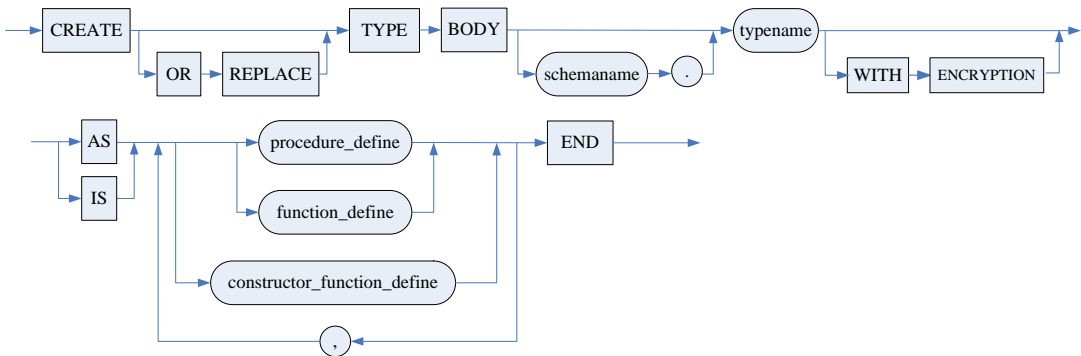 CREATE TYPE BODY typename
OR REPLACE schemaname . WITH ENCRYPTION
AS procedure_define END
IS function_define
constructor_function_define
,